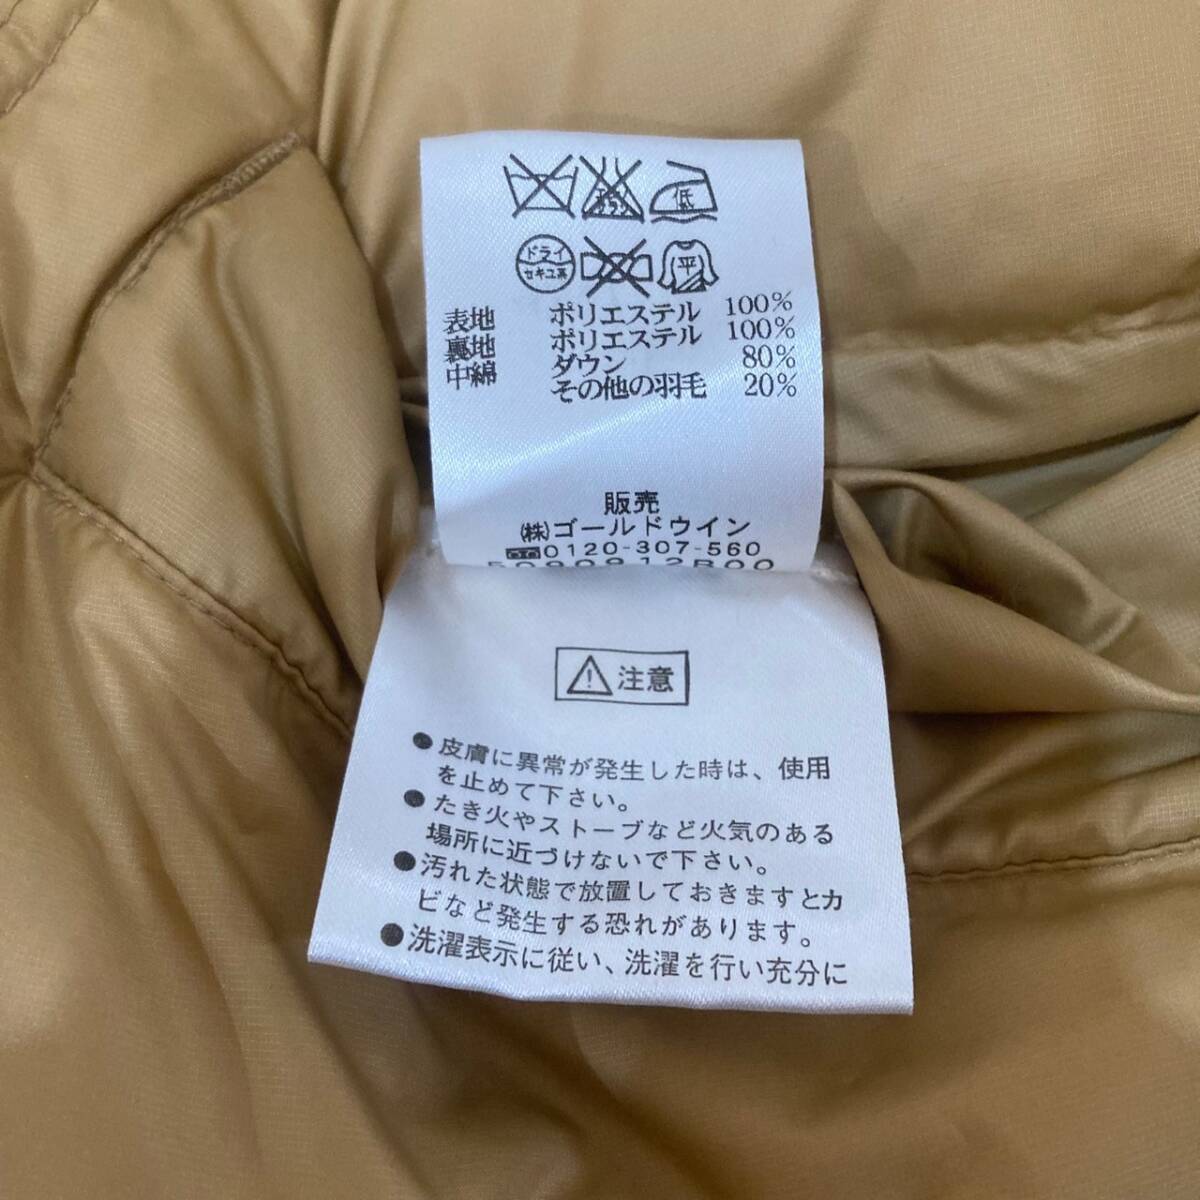 エンソ
サラシ
低
ドライ
セキユ系
平
表地 ポリエステル 100%
裏地 ポリエステル 100%
中綿 ダウン 80%
その他の羽毛 20%
販売
(株)ゴールドウイン
0120-307-560
注意
●皮膚に異常が発生した時は、使用
を止めて下さい。
●たき火やストーブなど火気のある
場所に近づけないで下さい。
●汚れた状態で放置しておきますとカ
ビなど発生する恐れがあります。
●洗濯表示に従い、洗濯を行い充分に